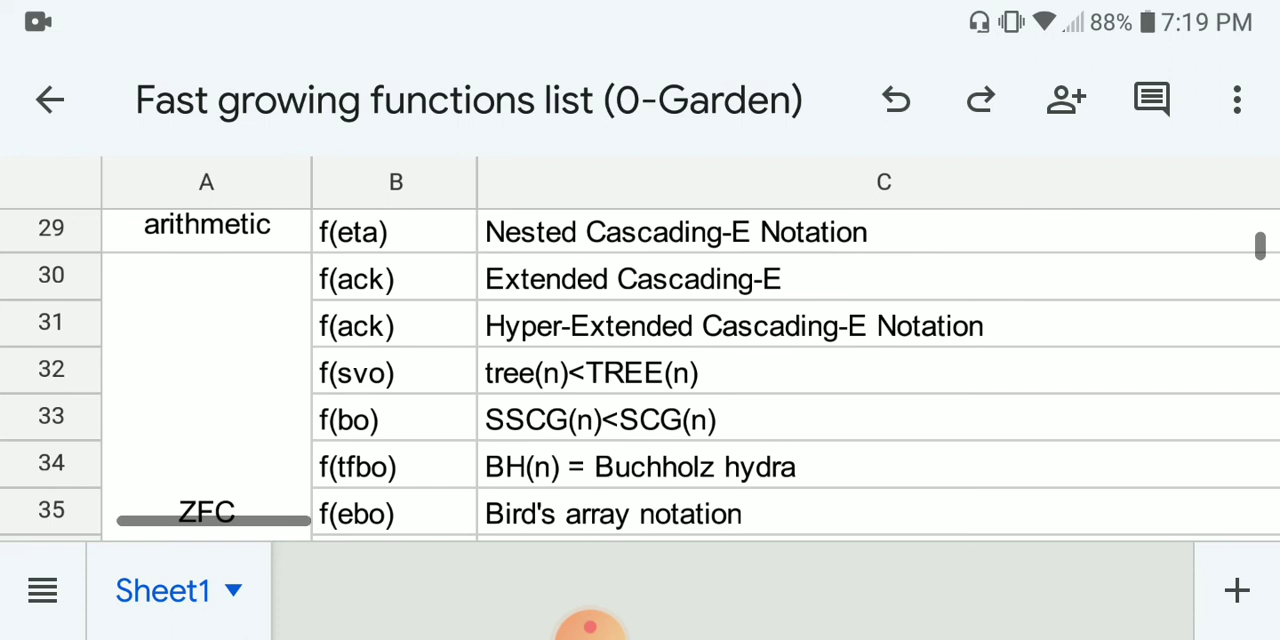 88% 7:19 PM
Fast growing functions list (0-Garden)
A B C
29 arithmetic f(eta) Nested Cascading-E Notation
30 f(ack) Extended Cascading-E
31 f(ack) Hyper-Extended Cascading-E Notation
32 f(svo) tree(n)<TREE(n)
33 f(bo) SSCG(n)<SCG(n)
34 f(tfbo) BH(n) = Buchholz hydra
35 ZFC f(ebo) Bird's array notation
Sheet1